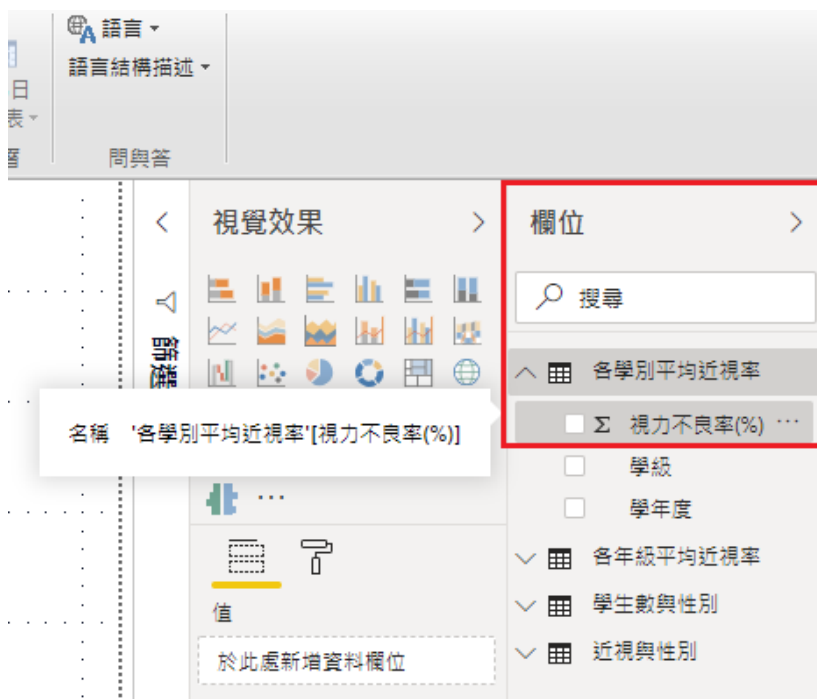 語言
語言結構描述
日
表
問與答
視覺效果
欄位
搜尋
篩選
各學別平均近視率
視力不良率(%)
名稱 '各學別平均近視率'[視力不良率(%)]
學級
學年度
值
於此處新增資料欄位
各年級平均近視率
學生數與性別
近視與性別